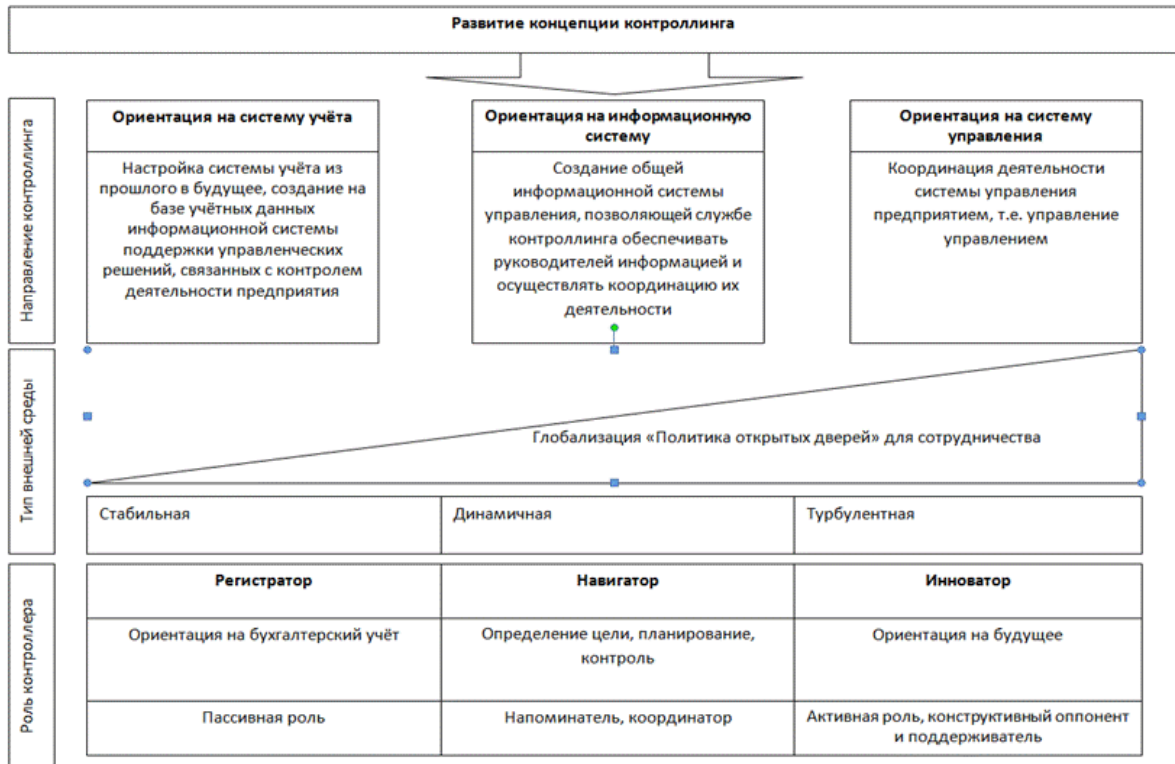 Развитие концепции контроллинга
Направление контроллинга
Ориентация на систему учёта
Настройка системы учёта из
прошлого в будущее, создание на
базе учётных данных
информационной системы
поддержки управленческих
решений, связанных с контролем
деятельности предприятия
Ориентация на информационную
систему
Создание общей
информационной системы
управления, позволяющей службе
контроллинга обеспечивать
руководителей информацией и
осуществлять координацию их
деятельности
Ориентация на систему
управления
Координация деятельности
системы управления
предприятием, т.е. управление
управлением
Тип внешней среды
Глобализация «Политика открытых дверей» для сотрудничества
Стабильная
Динамичная
Турбулентная
Роль контроллера
Регистратор
Навигатор
Инноватор
Ориентация на бухгалтерский учёт
Определение цели, планирование,
контроль
Ориентация на будущее
Пассивная роль
Напоминатель, координатор
Активная роль, конструктивный оппонент
и поддерживатель